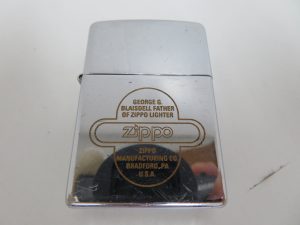 GEORGE G.
BLAISDELL FATHER
OF ZIPPO LIGHTER
zippo
ZIPPO
MANUFACTURING CO.
BRADFORD, PA
U.S.A